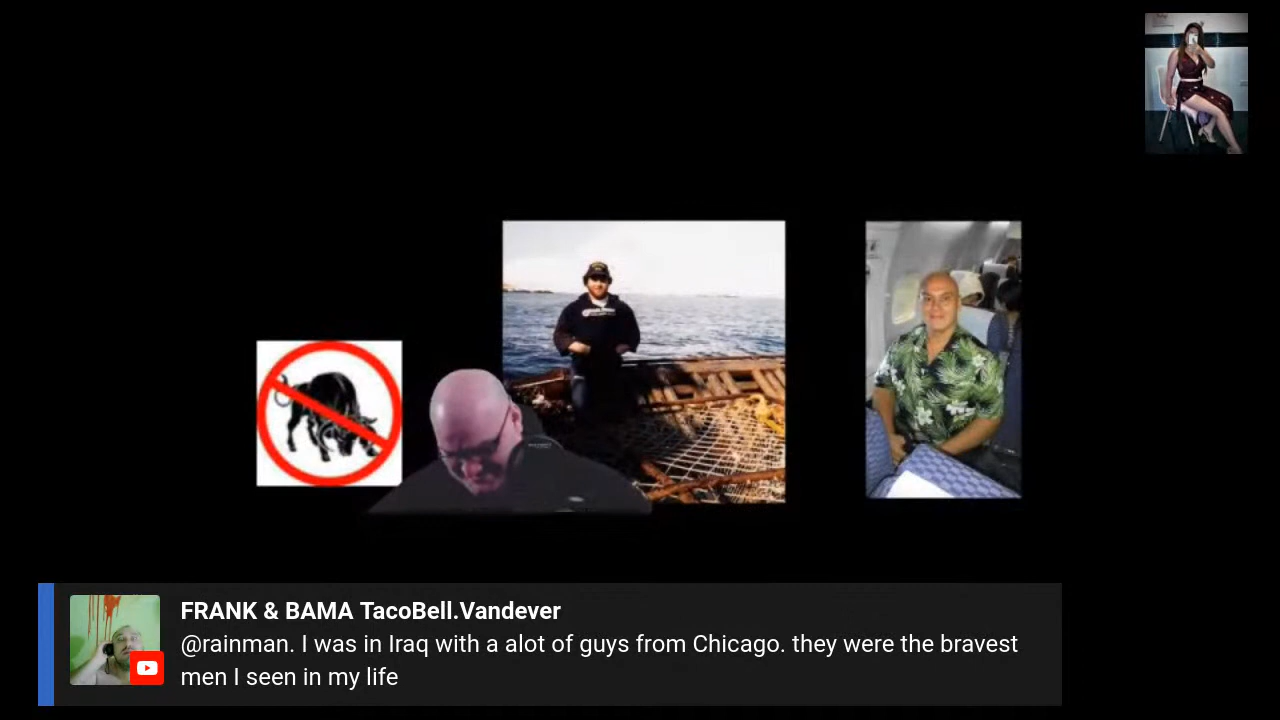 FRANK & BAMA TacoBell.Vandever
@rainman. I was in Iraq with a alot of guys from Chicago. they were the bravest
men I seen in my life